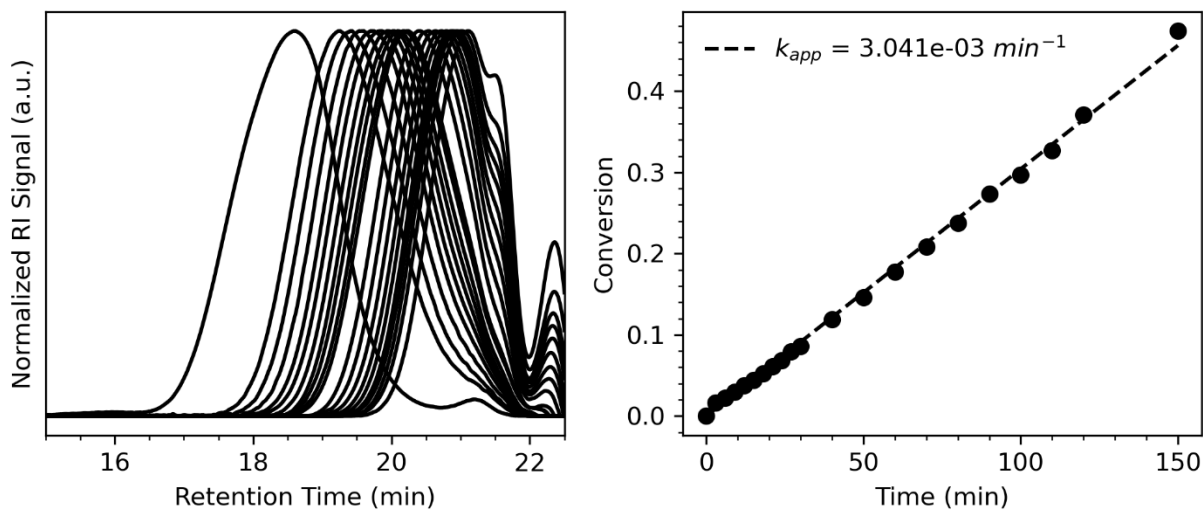 Normalized RI Signal (a.u.)
16 18 20 22
Retention Time (min)
Conversion
0.4
0.3
0.2
0.1
0.0
k_app = 3.041e-03 min⁻¹
0 50 100 150
Time (min)